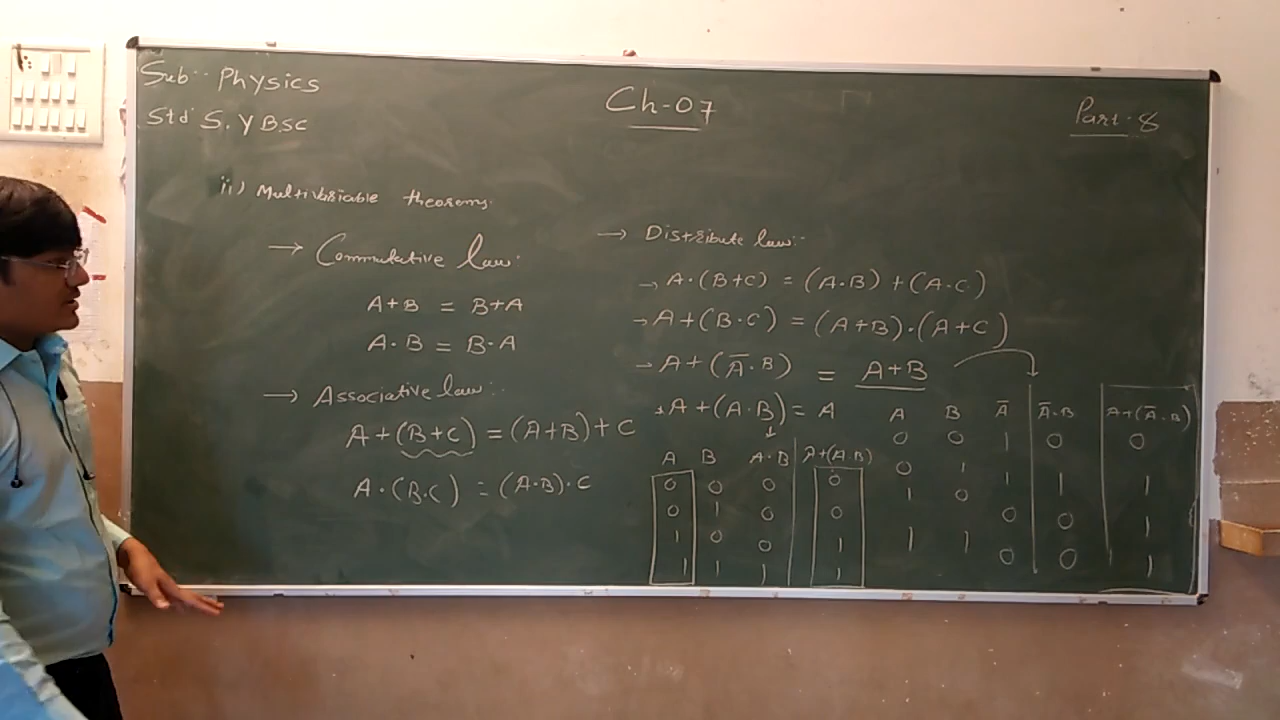 Sub:- Physics
Std S.Y BSC
Ch-07
Part-8
ii) Multivariable theorems.
→ Commutative law:
A+B = B+A
A·B = B·A
→ Associative law:-
A+(B+C) = (A+B)+C
A·(B·C) = (A·B)·C
→ Distribute law:-
→ A·(B+C) = (A·B)+(A·C)
→ A+(B·C) = (A+B)·(A+C)
→ A+(A̅·B) = A+B
→ A+(A·B) = A
A B A·B A+(A·B)
0 0 0 0
0 1 0 0
1 0 0 1
1 1 1 1
A B A̅ A̅·B A+(A̅·B)
0 0 1 0 0
0 1 1 1 1
1 0 0 0 1
1 1 0 0 1